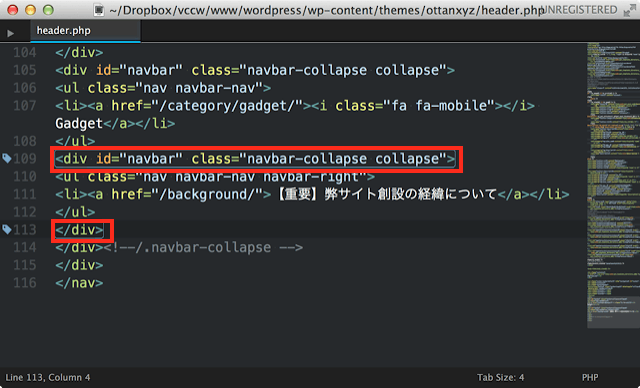 ~/Dropbox/vccw/www/wordpress/wp-content/themes/ottanxyz/header.php
UNREGISTERED
header.php
104 </div>
105 <div id="navbar" class="navbar-collapse collapse">
106 <ul class="nav navbar-nav">
107 <li><a href="/category/gadget/"><i class="fa fa-mobile"></i>
Gadget</a></li>
108 </ul>
109 <div id="navbar" class="navbar-collapse collapse">
110 <ul class="nav navbar-nav navbar-right">
111 <li><a href="/background/">【重要】弊サイト創設の経緯について</a></li>
112 </ul>
113 </div>
114 </div><!--/.navbar-collapse -->
115 </div>
116 </nav>
Line 113, Column 4
Tab Size: 4
PHP